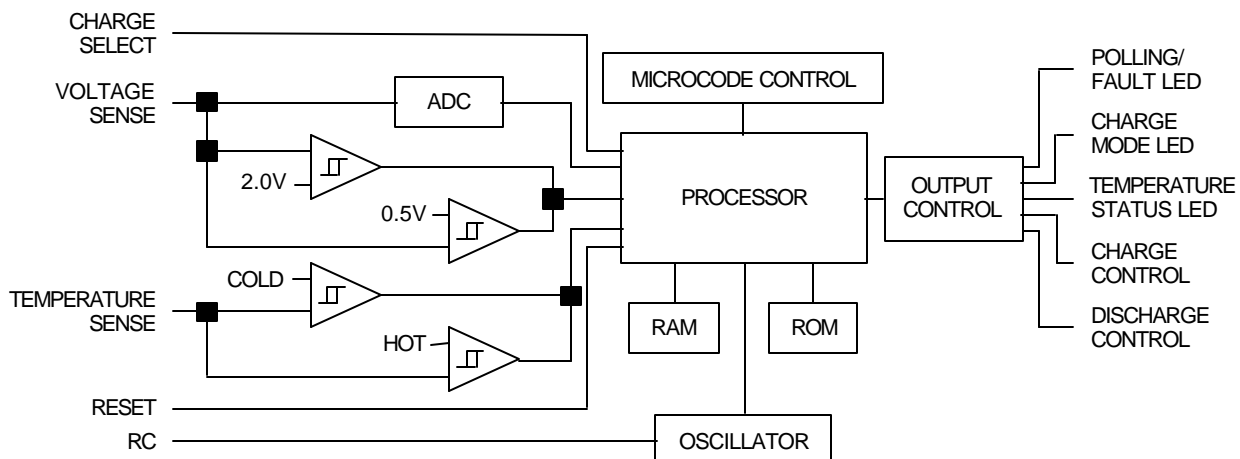 CHARGE
SELECT
VOLTAGE
SENSE
ADC
2.0V
0.5V
COLD
TEMPERATURE
SENSE
HOT
RESET
RC
MICROCODE CONTROL
PROCESSOR
RAM
ROM
OSCILLATOR
OUTPUT
CONTROL
POLLING/
FAULT LED
CHARGE
MODE LED
TEMPERATURE
STATUS LED
CHARGE
CONTROL
DISCHARGE
CONTROL